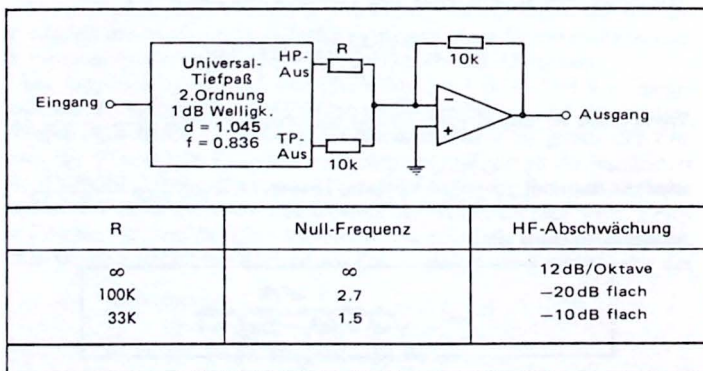 Universal-
Tiefpaß
2.Ordnung
1dB Welligk.
d = 1.045
f = 0.836
HP-
Aus
R
10k
Eingang
TP-
Aus
10k
−
+
Ausgang
R Null-Frequenz HF-Abschwächung
∞ ∞ 12dB/Oktave
100K 2.7 −20dB flach
33K 1.5 −10dB flach